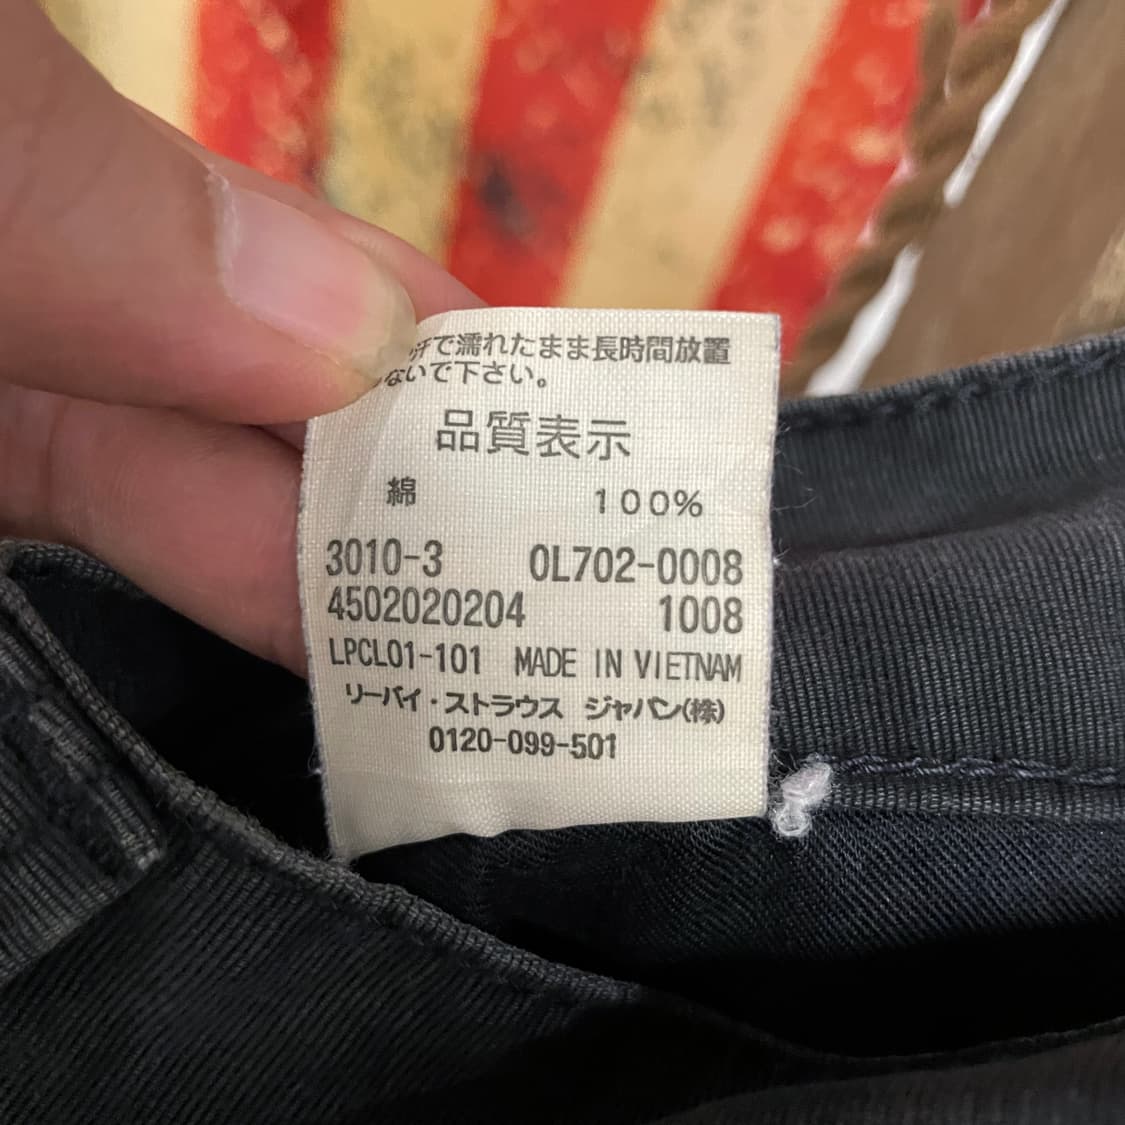 汗で濡れたまま長時間放置
しないで下さい。
品質表示
綿 100%
3010-3 0L702-0008
4502020204 1008
LPCL01-101 MADE IN VIETNAM
リーバイ・ストラウス ジャパン(株)
0120-099-501